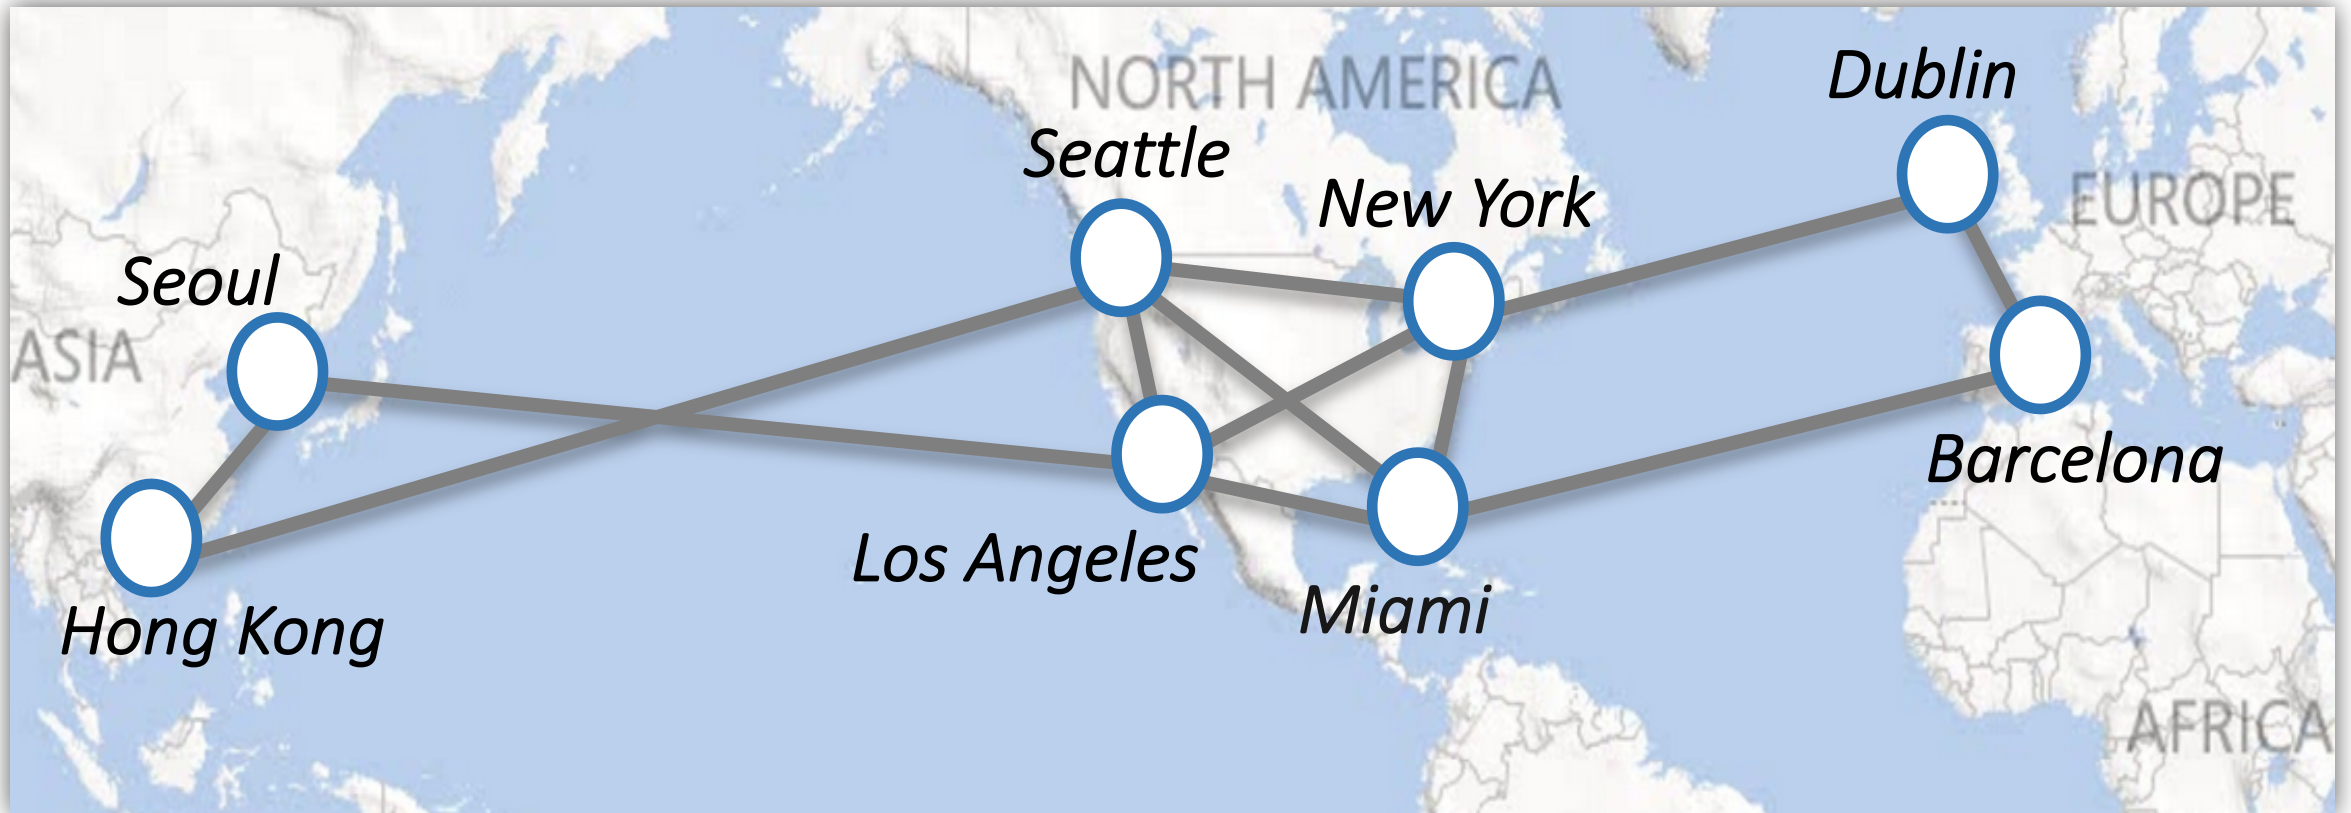 NORTH AMERICA
Dublin
Seattle
New York
EUROPE
Seoul
ASIA
Barcelona
Los Angeles
Miami
Hong Kong
AFRICA